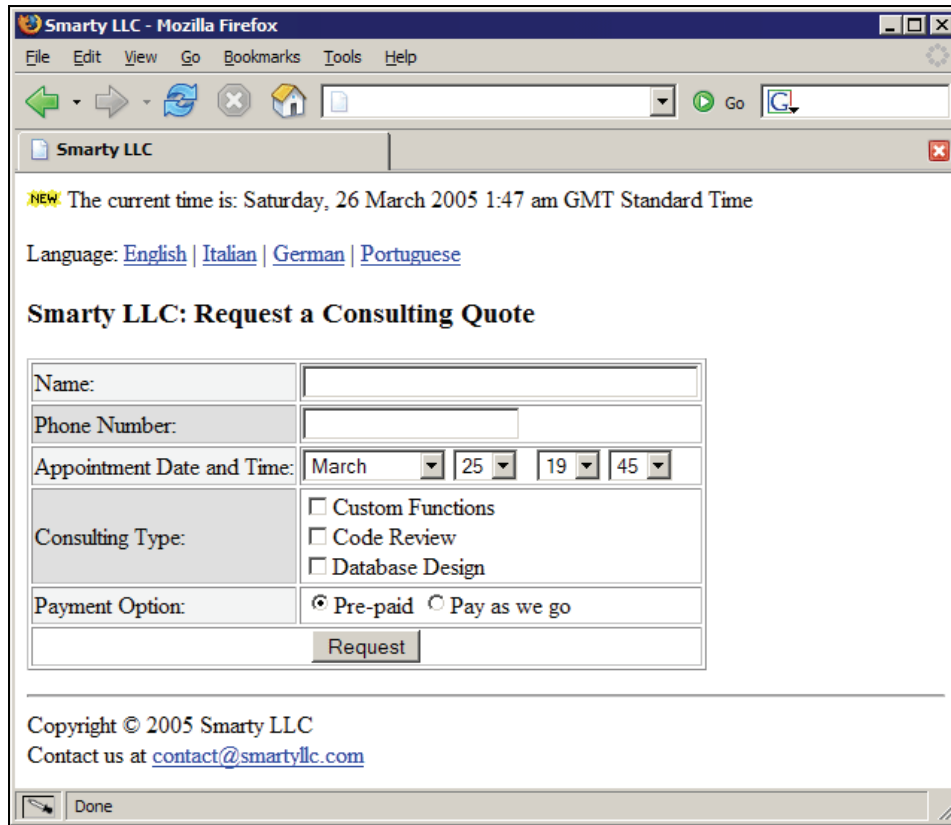 Smarty LLC - Mozilla Firefox
File Edit View Go Bookmarks Tools Help
Go G
Smarty LLC
NEW The current time is: Saturday, 26 March 2005 1:47 am GMT Standard Time
Language: English | Italian | German | Portuguese
Smarty LLC: Request a Consulting Quote
Name:
Phone Number:
Appointment Date and Time: March 25 19 45
Custom Functions
Consulting Type: Code Review
Database Design
Payment Option: Pre-paid Pay as we go
Request
Copyright © 2005 Smarty LLC
Contact us at contact@smartyllc.com
Done